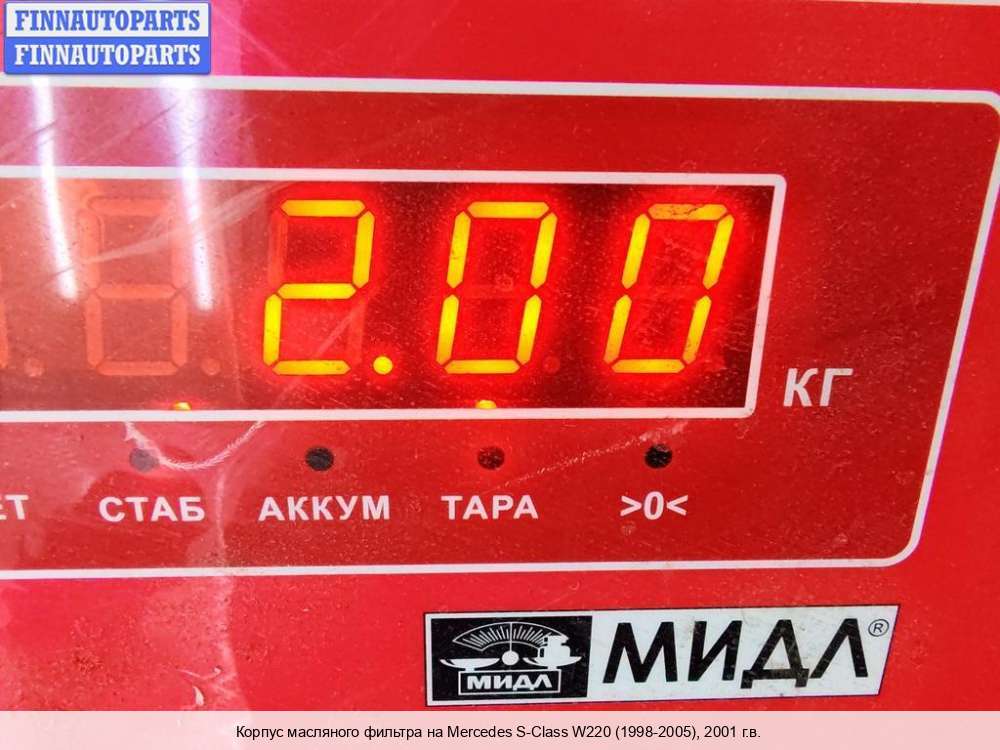 FINNAUTOPARTS
FINNAUTOPARTS
2.00
КГ
СТАБ АККУМ ТАРА >0<
МИДЛ МИДЛ®
Корпус масляного фильтра на Mercedes S-Class W220 (1998-2005), 2001 г.в.